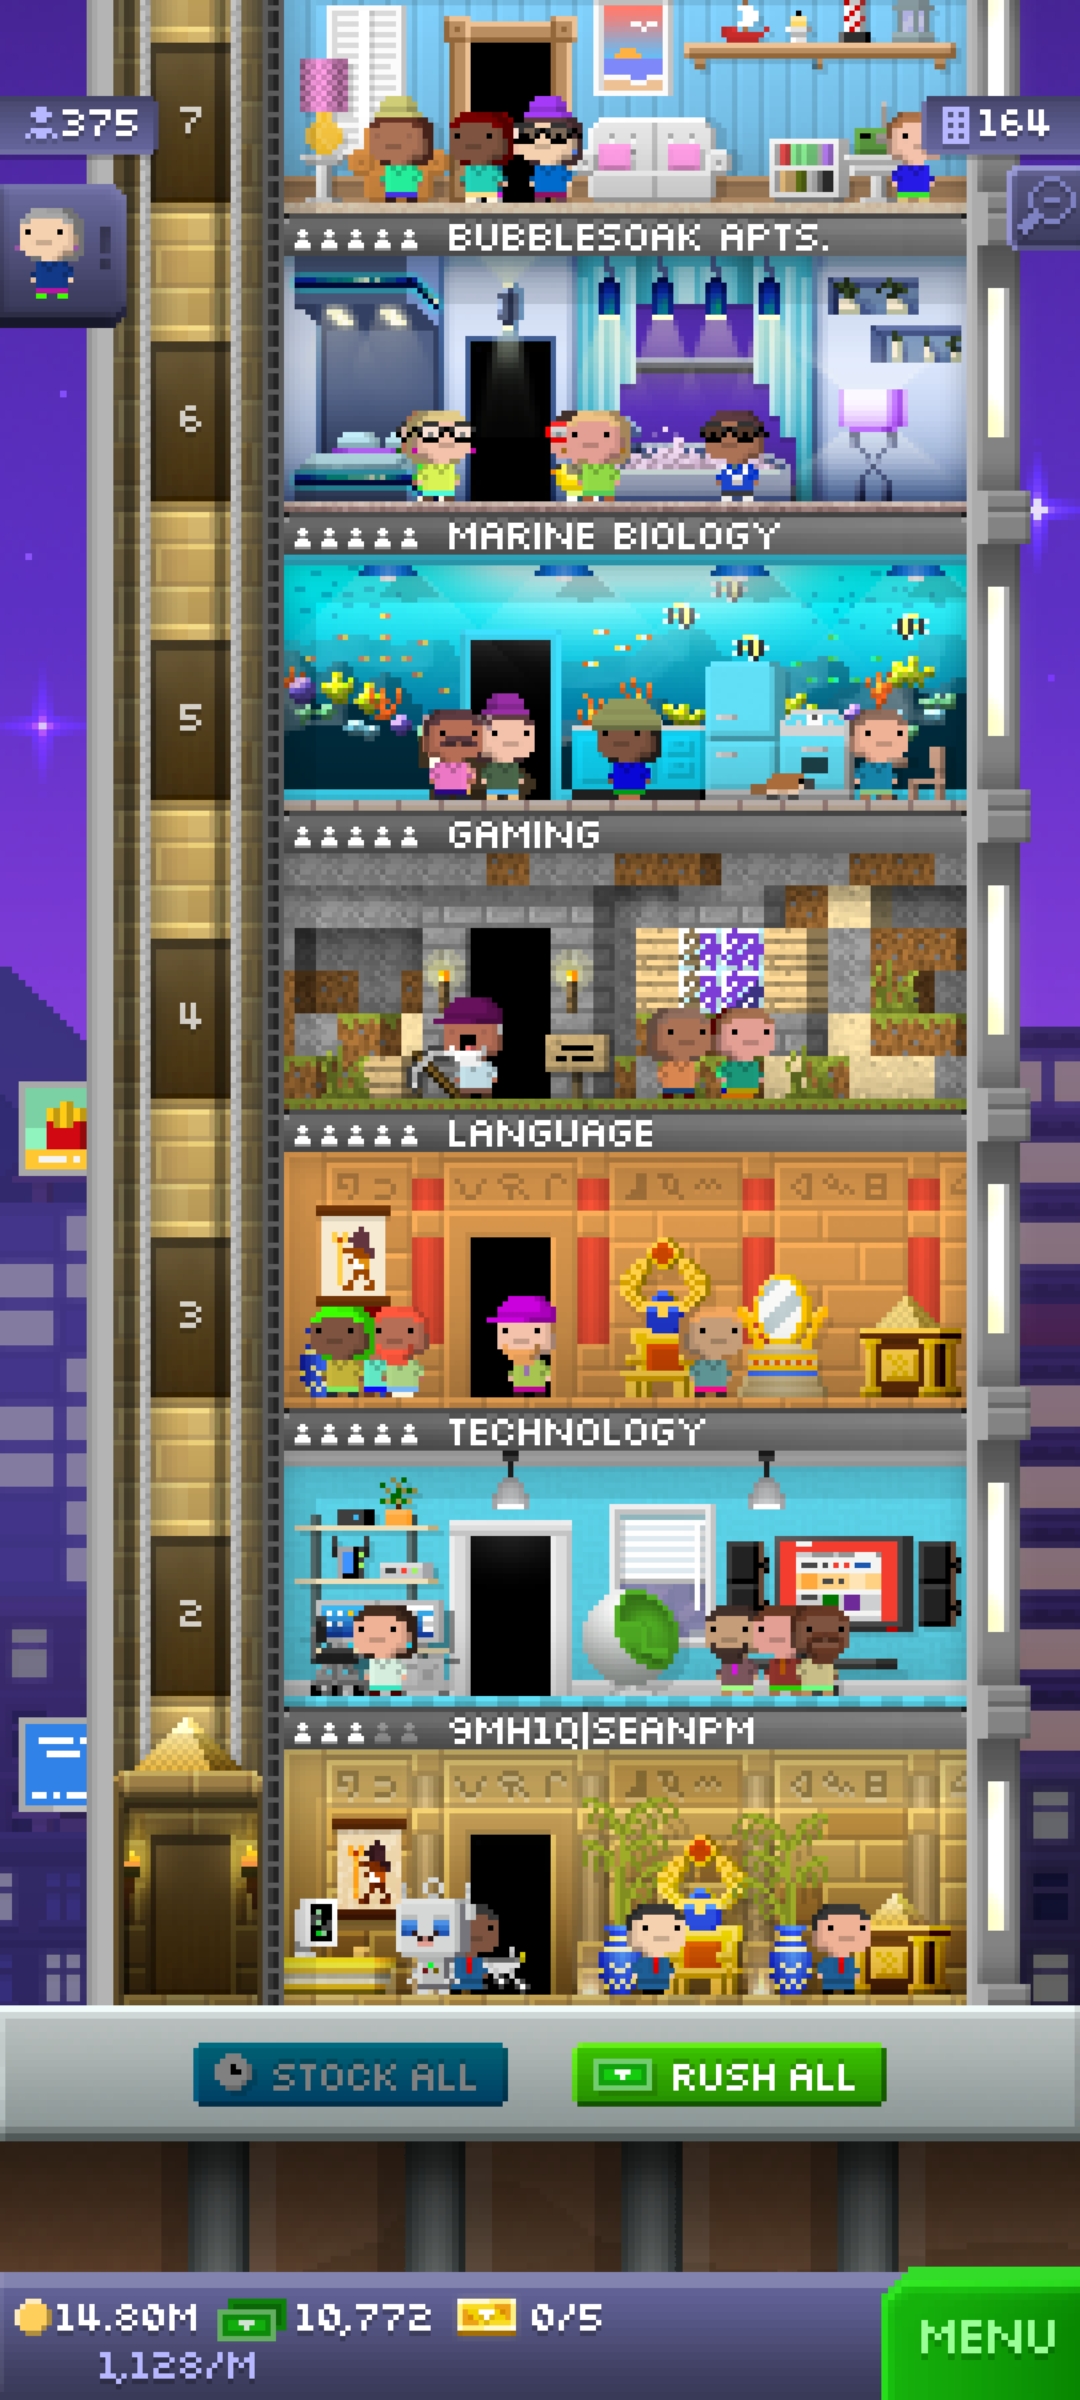 7
375
164
BUBBLESOAK APTS.
6
MARINE BIOLOGY
5
GAMING
4
LANGUAGE
3
TECHNOLOGY
2
9MH1Q|SEANPM
STOCK ALL
RUSH ALL
14.80M
10,772
0/5
1,128/M
MENU